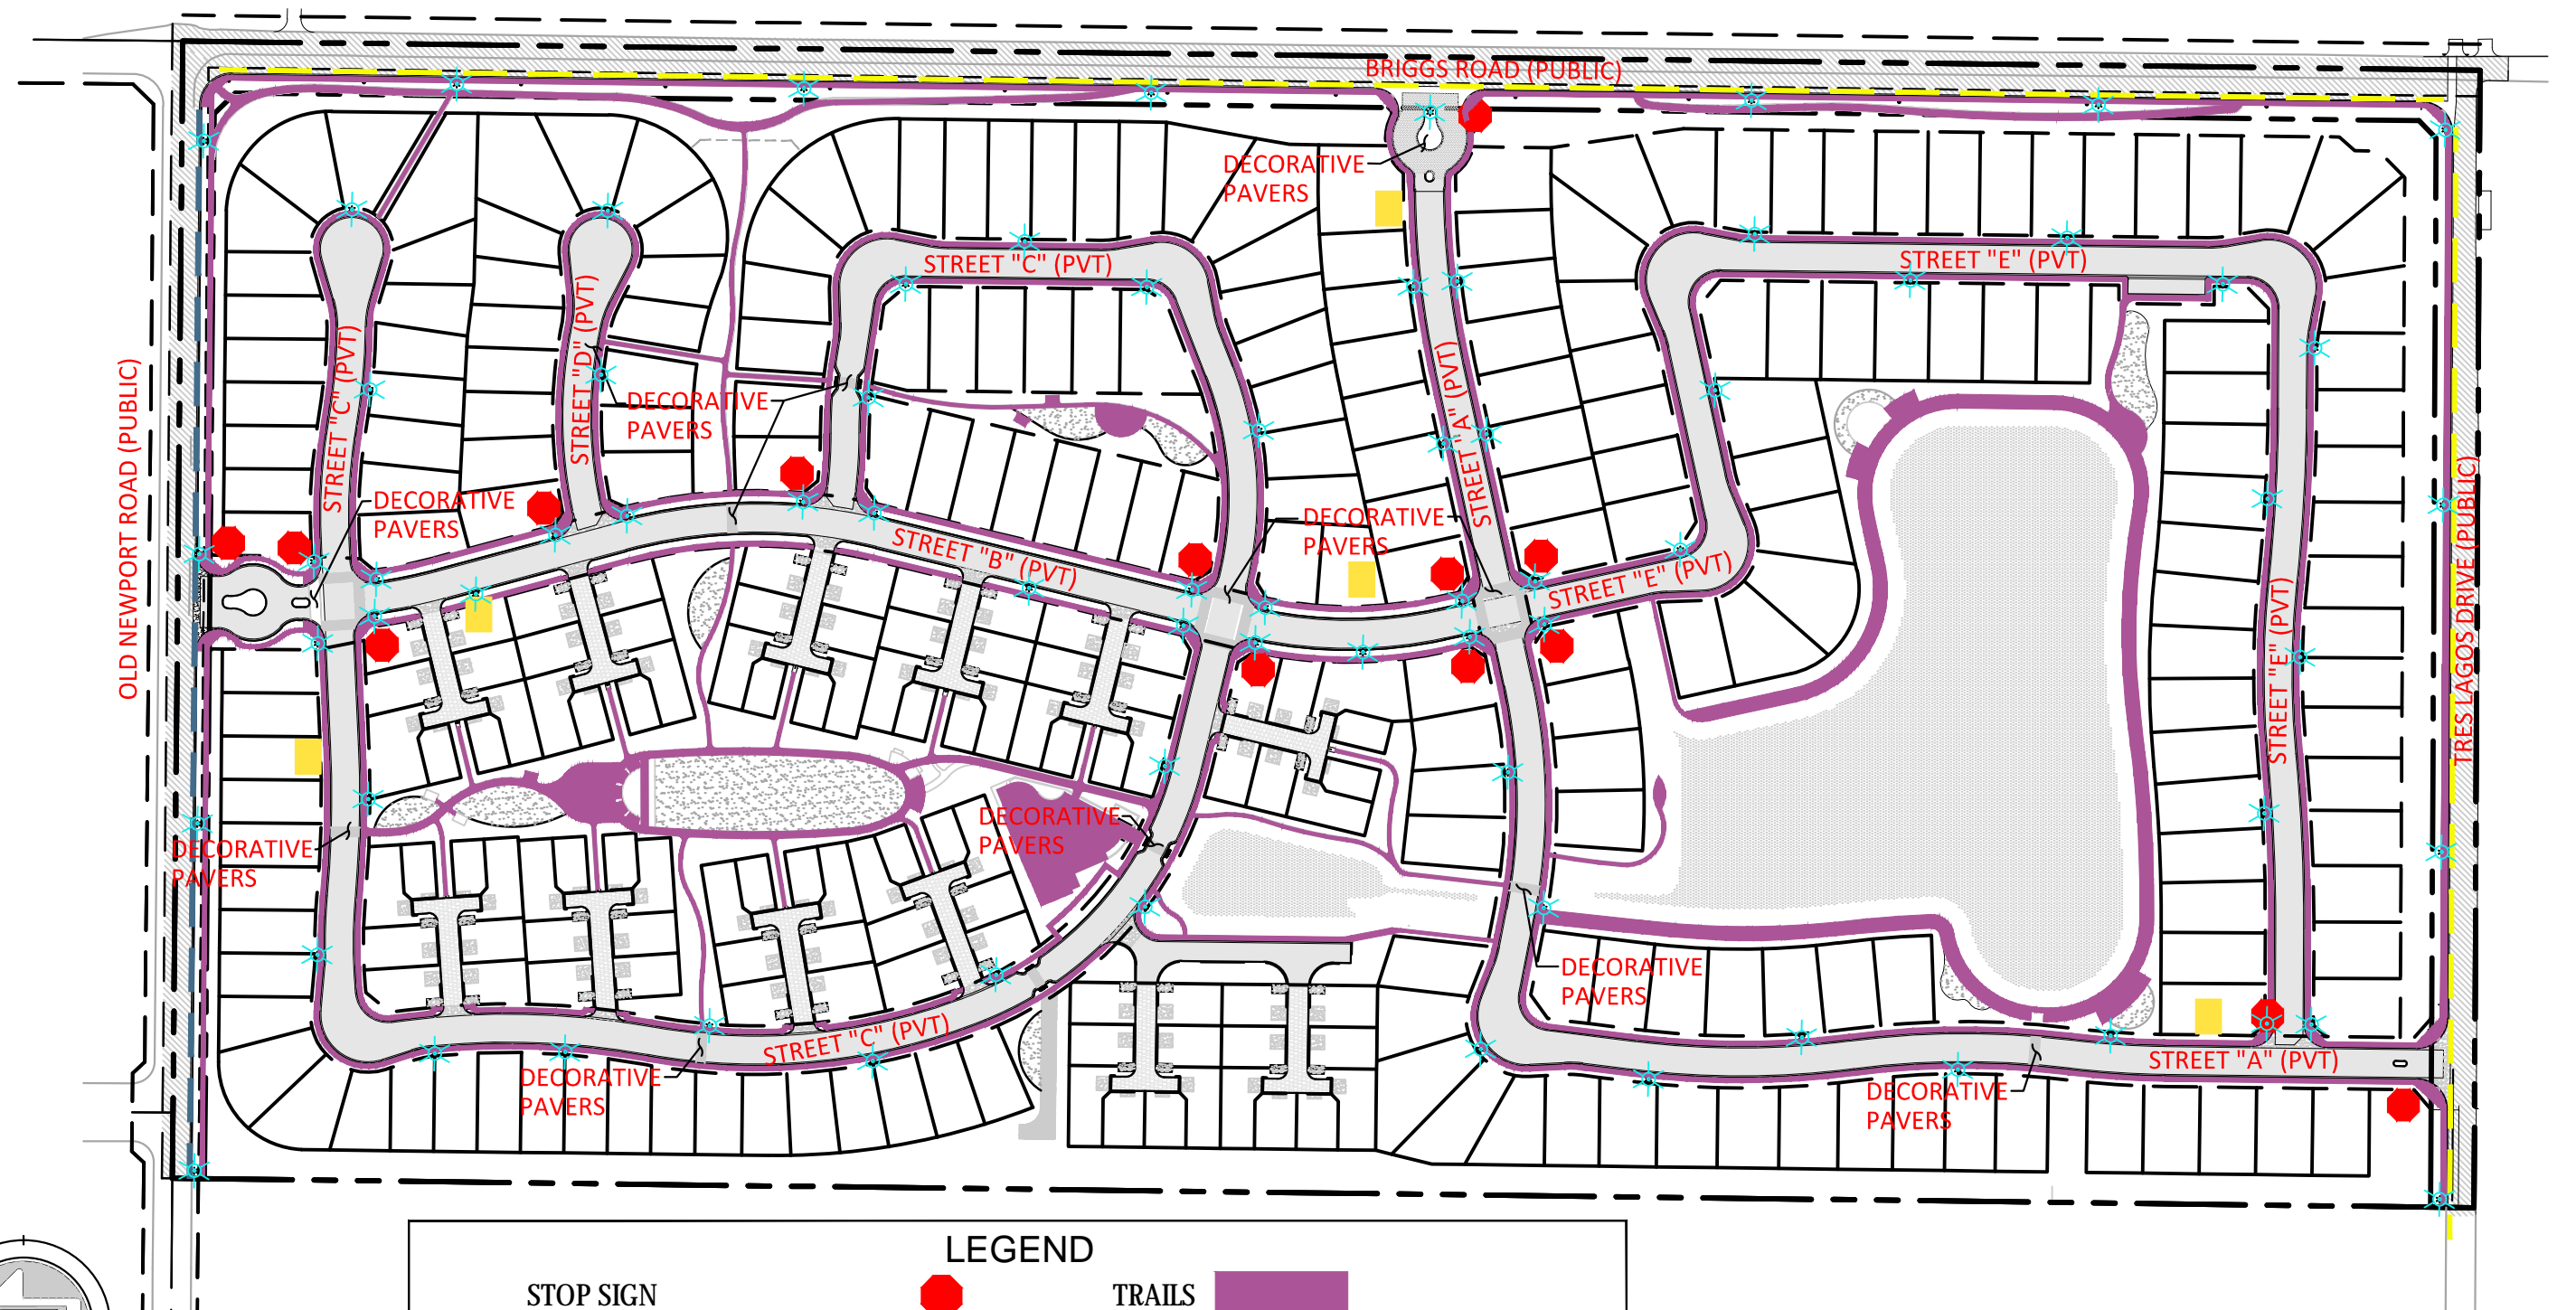 BRIGGS ROAD (PUBLIC)
DECORATIVE
PAVERS
STREET "C" (PVT)
STREET "E" (PVT)
OLD NEWPORT ROAD (PUBLIC)
STREET "C" (PVT)
STREET "D" (PVT)
DECORATIVE
PAVERS
STREET "A" (PVT)
DECORATIVE
PAVERS
STREET "B" (PVT)
DECORATIVE
PAVERS
STREET "E" (PVT)
STREET "E" (PVT)
TRES LAGOS DRIVE (PUBLIC)
DECORATIVE
PAVERS
DECORATIVE
PAVERS
DECORATIVE
PAVERS
STREET "C" (PVT)
DECORATIVE
PAVERS
STREET "A" (PVT)
DECORATIVE
PAVERS
LEGEND
STOP SIGN
TRAILS